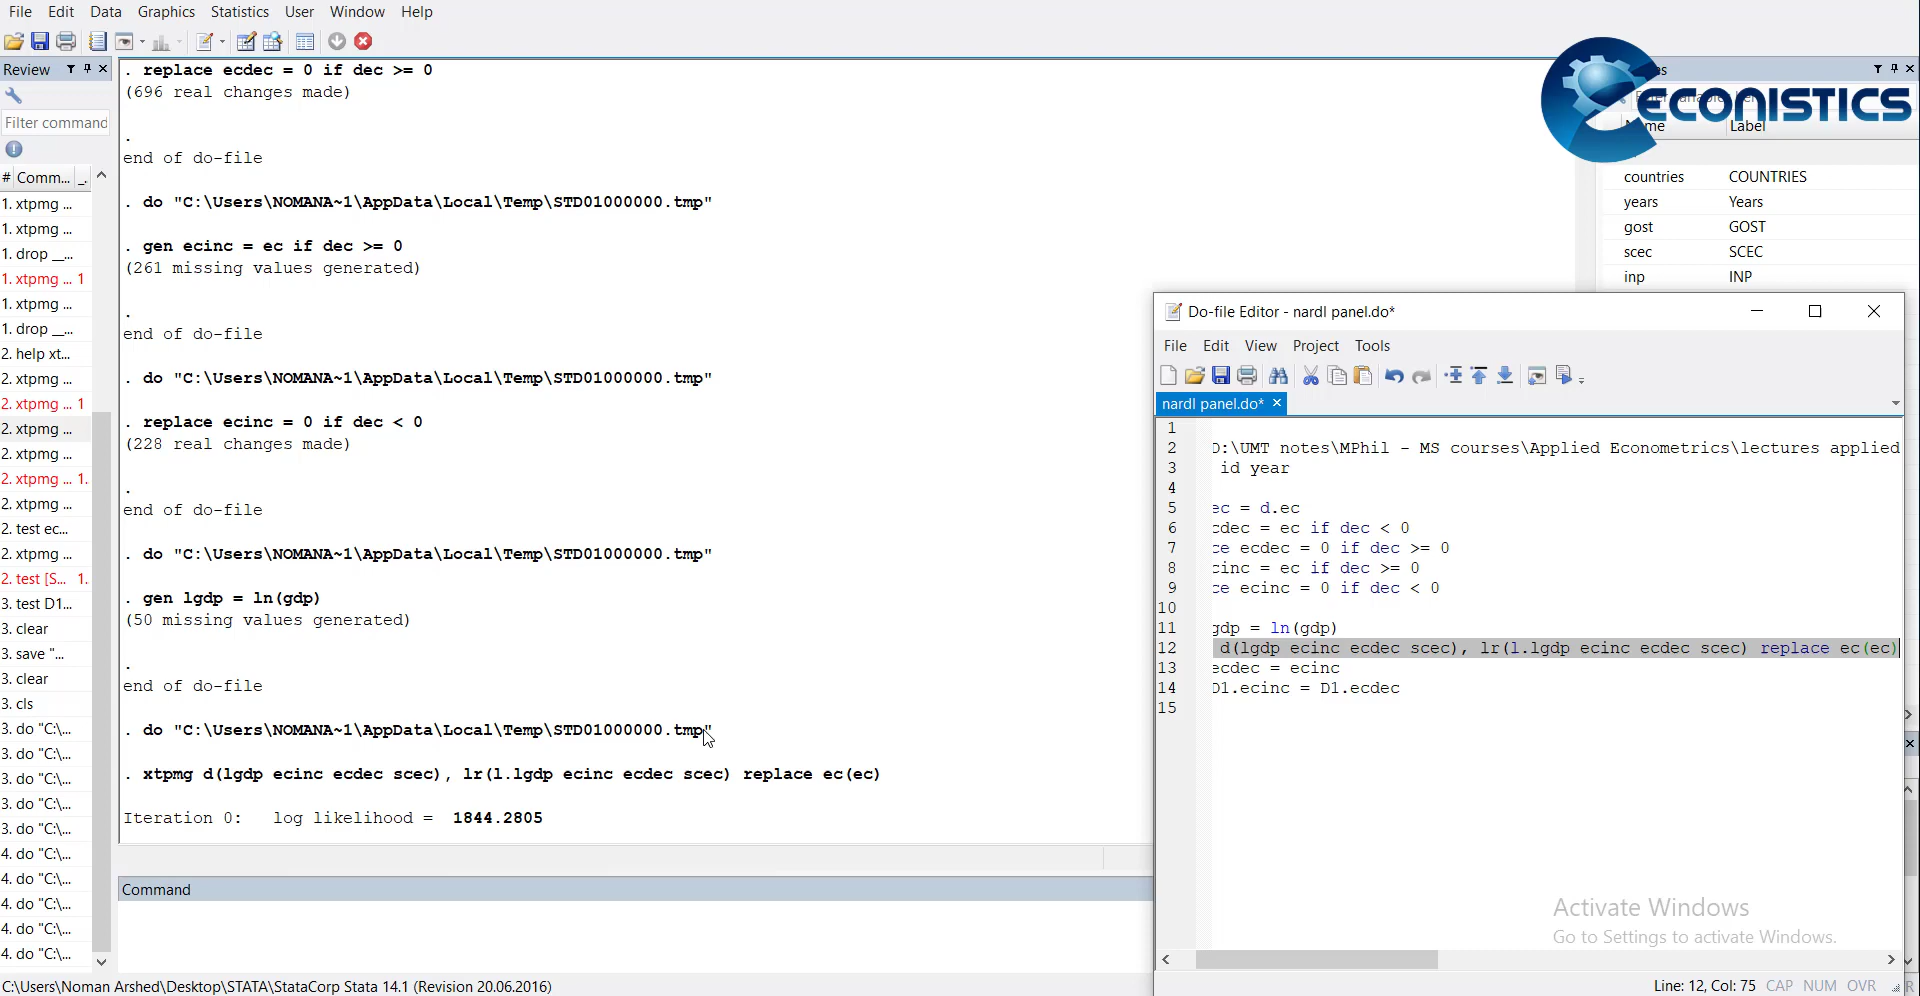 File Edit Data Graphics Statistics User Window Help
Review
Filter command
# Comm...
1. xtpmg ...
1. xtpmg ...
1. drop __...
1. xtpmg ... 1
1. xtpmg ...
1. drop __...
2. help xt...
2. xtpmg ...
2. xtpmg ... 1
2. xtpmg ...
2. xtpmg ...
2. xtpmg ... 1.
2. xtpmg ...
2. test ec...
2. xtpmg ...
2. test [S... 1.
3. test D1...
3. clear
3. save "...
3. clear
3. cls
3. do "C:\...
3. do "C:\...
3. do "C:\...
3. do "C:\...
3. do "C:\...
4. do "C:\...
4. do "C:\...
4. do "C:\...
4. do "C:\...
4. do "C:\...
. replace ecdec = 0 if dec >= 0
(696 real changes made)
.
end of do-file
. do "C:\Users\NOMANA~1\AppData\Local\Temp\STD01000000.tmp"
. gen ecinc = ec if dec >= 0
(261 missing values generated)
.
end of do-file
. do "C:\Users\NOMANA~1\AppData\Local\Temp\STD01000000.tmp"
. replace ecinc = 0 if dec < 0
(228 real changes made)
.
end of do-file
. do "C:\Users\NOMANA~1\AppData\Local\Temp\STD01000000.tmp"
. gen lgdp = ln(gdp)
(50 missing values generated)
.
end of do-file
. do "C:\Users\NOMANA~1\AppData\Local\Temp\STD01000000.tmp"
. xtpmg d(lgdp ecinc ecdec scec), lr(l.lgdp ecinc ecdec scec) replace ec(ec)
Iteration 0: log likelihood = 1844.2805
Command
ECONISTICS
Label
countries COUNTRIES
years Years
gost GOST
scec SCEC
inp INP
Do-file Editor - nardl panel.do*
File Edit View Project Tools
nardl panel.do*
1
2 D:\UMT notes\MPhil - MS courses\Applied Econometrics\lectures applied
3 id year
4
5 ec = d.ec
6 cdec = ec if dec < 0
7 ce ecdec = 0 if dec >= 0
8 cinc = ec if dec >= 0
9 ce ecinc = 0 if dec < 0
10
11 gdp = ln(gdp)
12 d(lgdp ecinc ecdec scec), lr(l.lgdp ecinc ecdec scec) replace ec(ec)
13 ecdec = ecinc
14 D1.ecinc = D1.ecdec
15
Activate Windows
Go to Settings to activate Windows.
Line: 12, Col: 75 CAP NUM OVR
C:\Users\Noman Arshed\Desktop\STATA\StataCorp Stata 14.1 (Revision 20.06.2016)